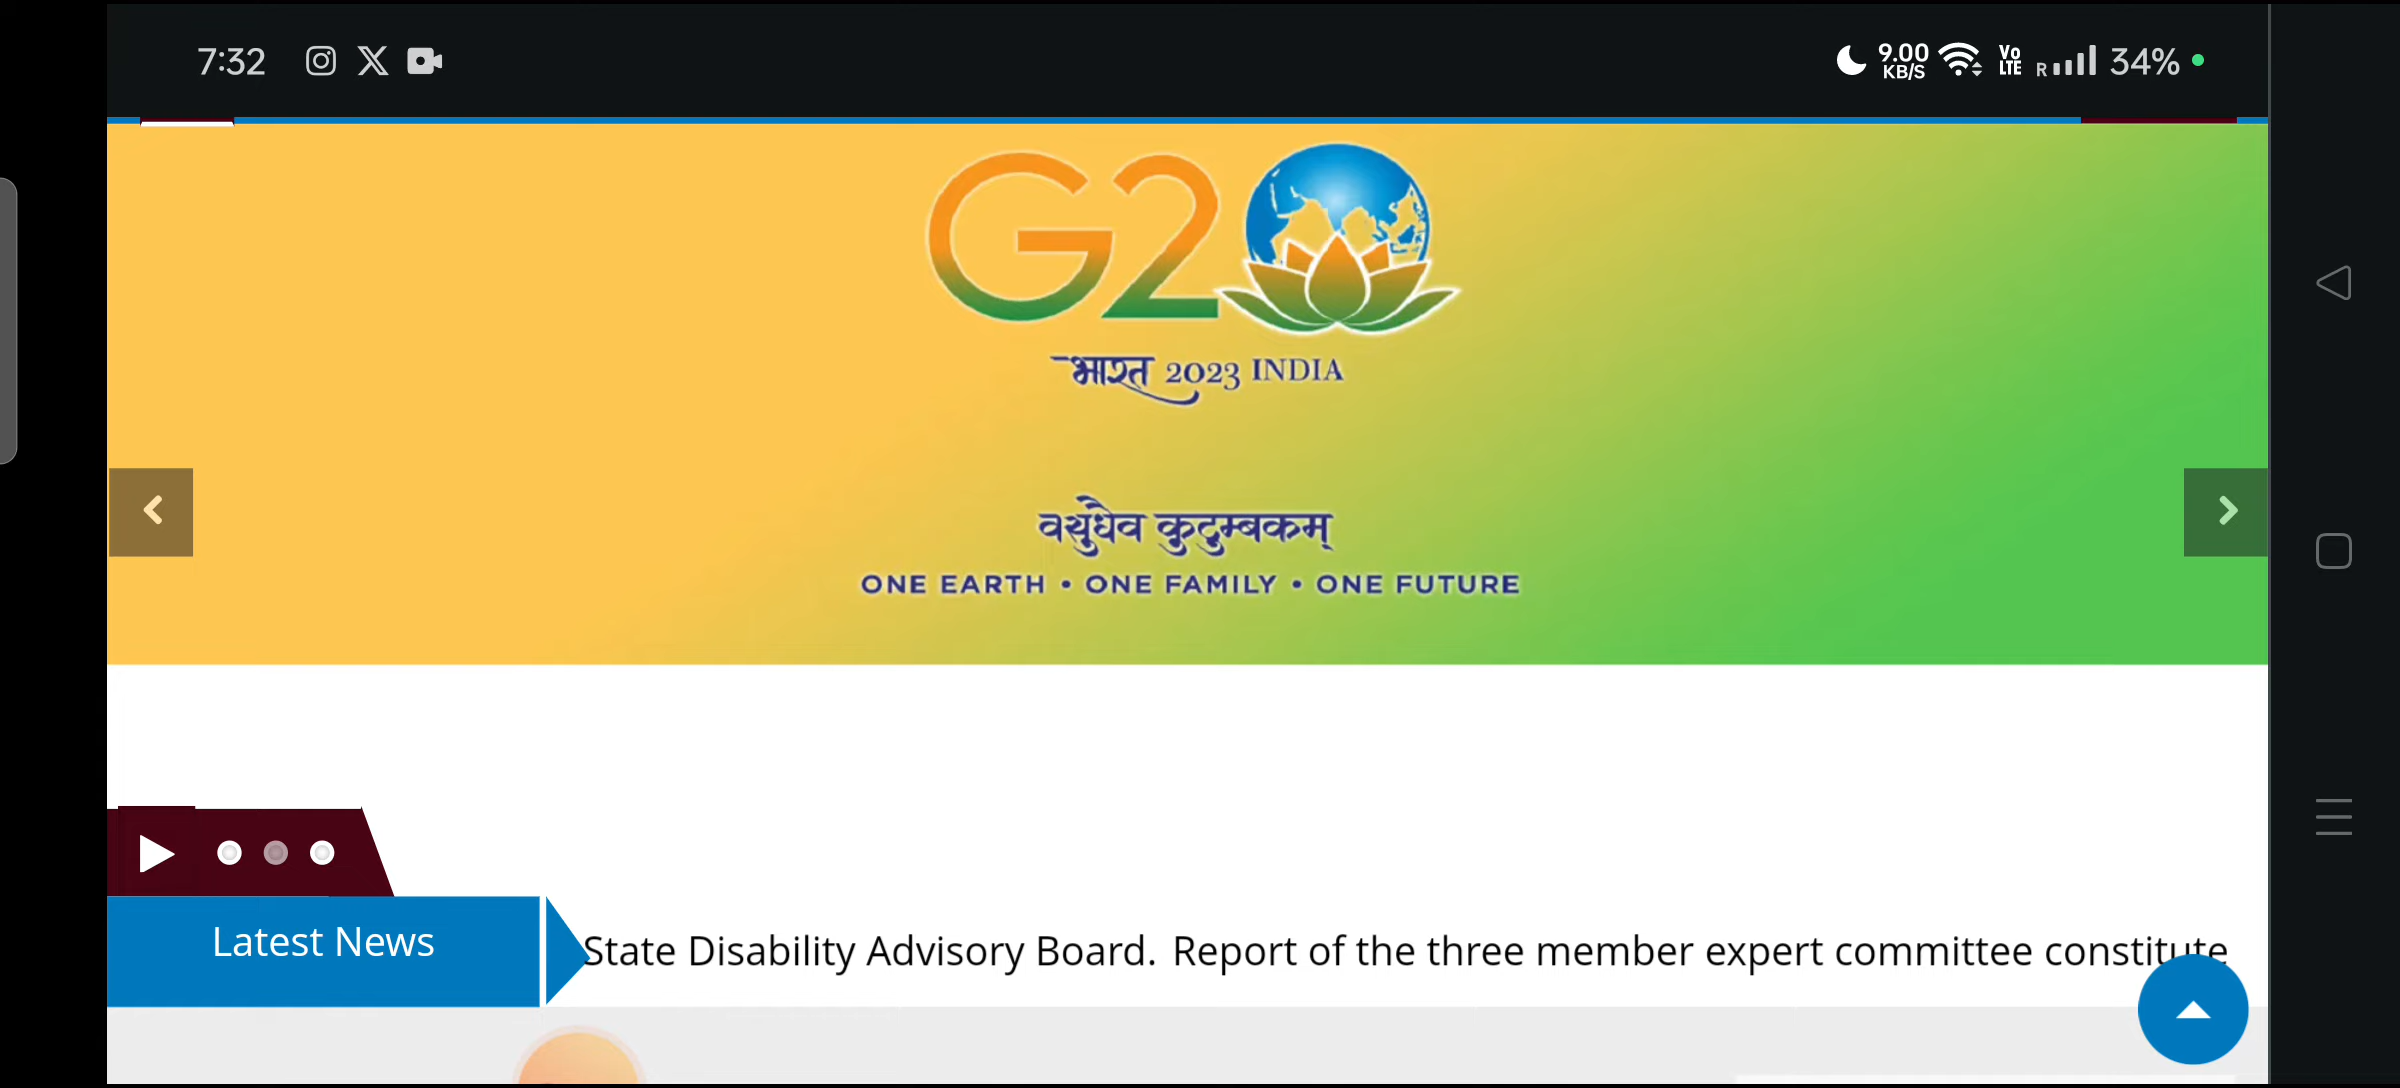 7:32
9.00 KB/S Vo LTE R 34%
G20
भारत 2023 INDIA
वसुधैव कुटुम्बकम्
ONE EARTH • ONE FAMILY • ONE FUTURE
Latest News
State Disability Advisory Board. Report of the three member expert committee constitute